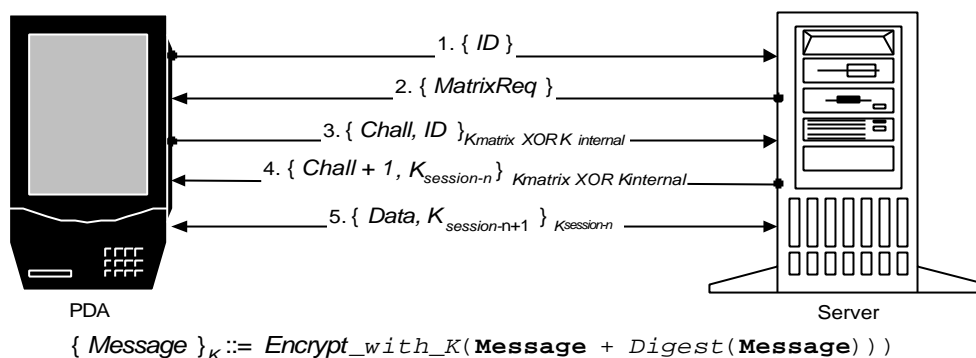 1. { ID }
2. { MatrixReq }
3. { Chall, ID }Kmatrix XOR K internal
4. { Chall + 1, Ksession-n} Kmatrix XOR Kinternal
5. { Data, Ksession-n+1 } Ksession-n
PDA
Server
{ Message }K ::= Encrypt_with_K(Message + Digest(Message)))